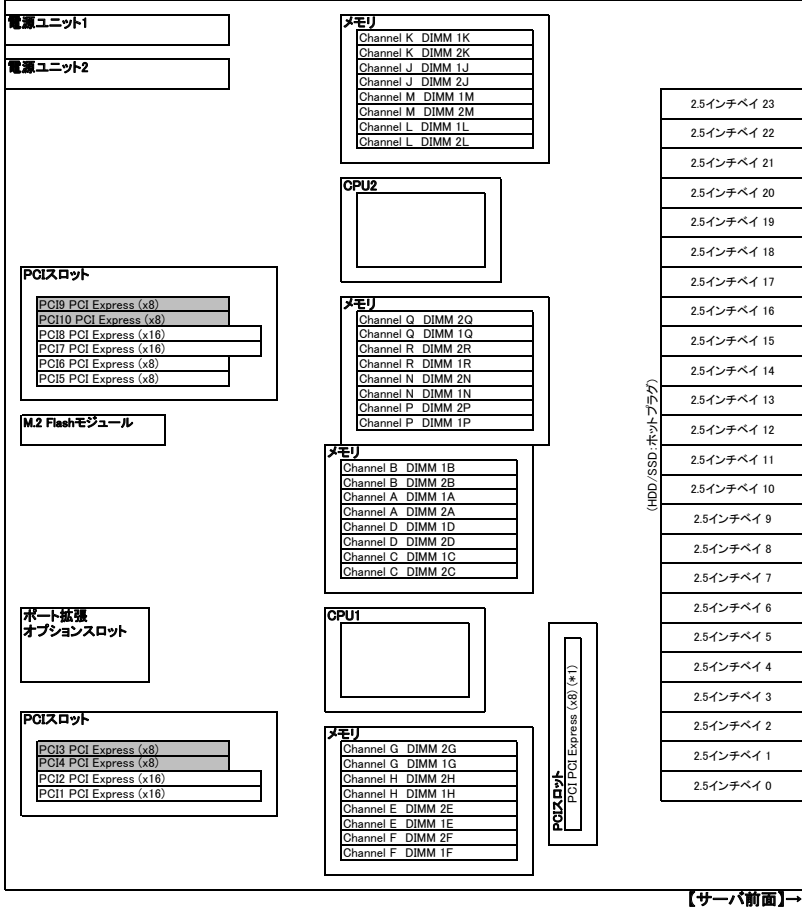 電源ユニット1
電源ユニット2
PCIスロット
PCI9 PCI Express (x8)
PCI10 PCI Express (x8)
PCI8 PCI Express (x16)
PCI7 PCI Express (x16)
PCI6 PCI Express (x8)
PCI5 PCI Express (x8)
M.2 Flashモジュール
ポート拡張
オプションスロット
PCIスロット
PCI3 PCI Express (x8)
PCI4 PCI Express (x8)
PCI2 PCI Express (x16)
PCI1 PCI Express (x16)
メモリ
Channel K DIMM 1K
Channel K DIMM 2K
Channel J DIMM 1J
Channel J DIMM 2J
Channel M DIMM 1M
Channel M DIMM 2M
Channel L DIMM 1L
Channel L DIMM 2L
CPU2
メモリ
Channel Q DIMM 2Q
Channel Q DIMM 1Q
Channel R DIMM 2R
Channel R DIMM 1R
Channel N DIMM 2N
Channel N DIMM 1N
Channel P DIMM 2P
Channel P DIMM 1P
メモリ
Channel B DIMM 1B
Channel B DIMM 2B
Channel A DIMM 1A
Channel A DIMM 2A
Channel D DIMM 1D
Channel D DIMM 2D
Channel C DIMM 1C
Channel C DIMM 2C
CPU1
メモリ
Channel G DIMM 2G
Channel G DIMM 1G
Channel H DIMM 2H
Channel H DIMM 1H
Channel E DIMM 2E
Channel E DIMM 1E
Channel F DIMM 2F
Channel F DIMM 1F
PCIスロット
PCI PCI Express (x8) (*1)
(HDD/SSD:ホットプラグ)
2.5インチベイ 23
2.5インチベイ 22
2.5インチベイ 21
2.5インチベイ 20
2.5インチベイ 19
2.5インチベイ 18
2.5インチベイ 17
2.5インチベイ 16
2.5インチベイ 15
2.5インチベイ 14
2.5インチベイ 13
2.5インチベイ 12
2.5インチベイ 11
2.5インチベイ 10
2.5インチベイ 9
2.5インチベイ 8
2.5インチベイ 7
2.5インチベイ 6
2.5インチベイ 5
2.5インチベイ 4
2.5インチベイ 3
2.5インチベイ 2
2.5インチベイ 1
2.5インチベイ 0
【サーバ前面】→